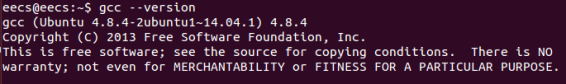 eecs@eecs:~$ gcc --version
gcc (Ubuntu 4.8.4-2ubuntu1~14.04.1) 4.8.4
Copyright (C) 2013 Free Software Foundation, Inc.
This is free software; see the source for copying conditions.  There is NO
warranty; not even for MERCHANTABILITY or FITNESS FOR A PARTICULAR PURPOSE.